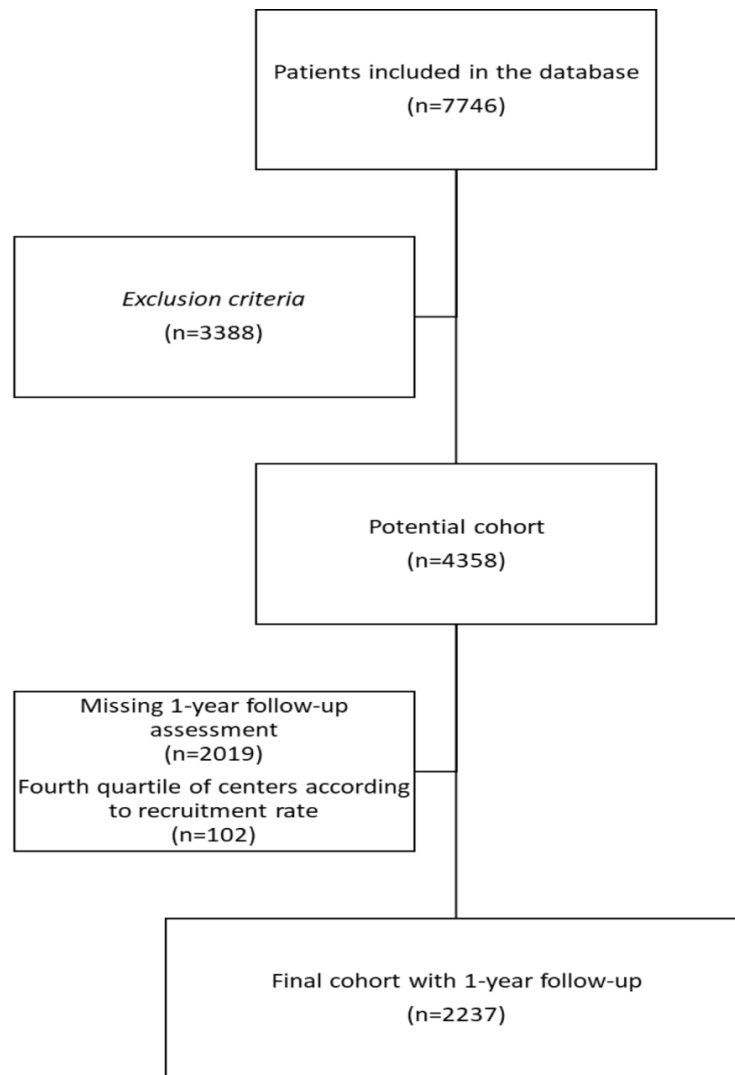 Patients included in the database
(n=7746)
Exclusion criteria
(n=3388)
Potential cohort
(n=4358)
Missing 1-year follow-up
assessment
(n=2019)
Fourth quartile of centers according
to recruitment rate
(n=102)
Final cohort with 1-year follow-up
(n=2237)